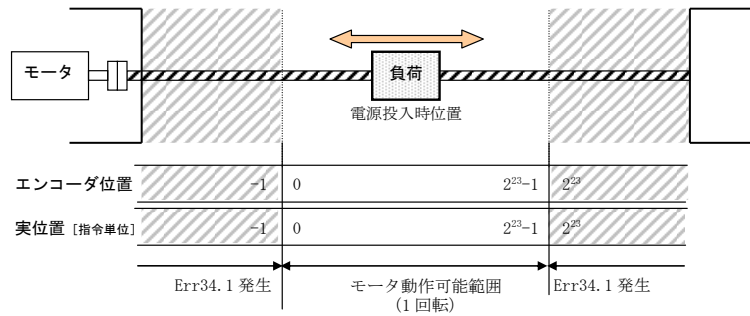 モータ
負荷
電源投入時位置
エンコーダ位置 -1 0 2²³-1 2²³
実位置 [指令単位] -1 0 2²³-1 2²³
Err34.1 発生 モータ動作可能範囲 Err34.1 発生
(1 回転)